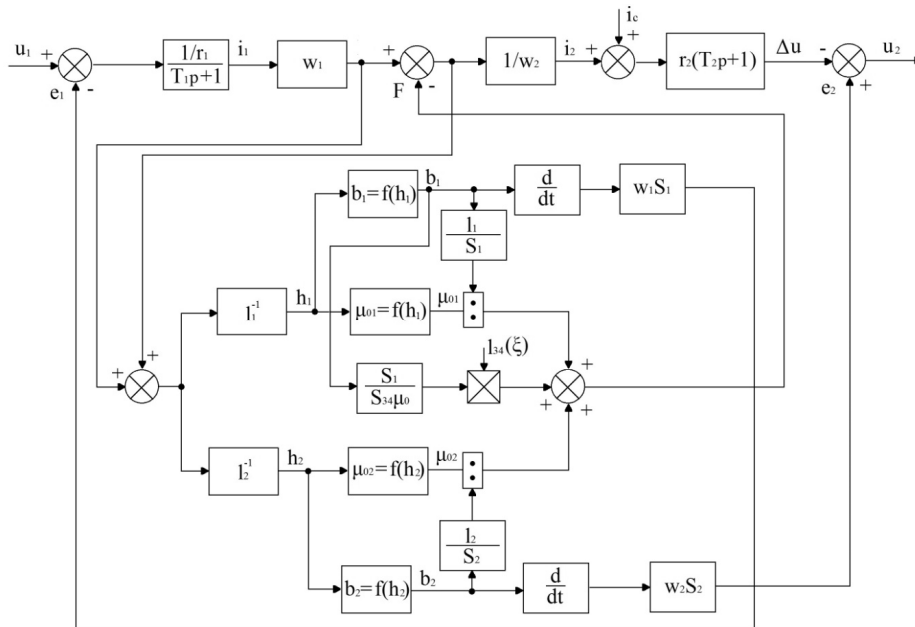 i꜀
u₁ + e₁ -
1/r₁
T₁p+1
i₁
w₁
+ F -
1/w₂
i₂ + +
r₂(T₂p+1)
Δu - e₂ +
u₂
b₁=f(h₁)
b₁
d
dt
w₁S₁
l₁
S₁
l₁⁻¹
h₁
μ₀₁=f(h₁)
μ₀₁
:
l₃₄(ξ)
+ +
S₁
S₃₄μ₀
+ + +
l₂⁻¹
h₂
μ₀₂=f(h₂)
μ₀₂
:
l₂
S₂
b₂=f(h₂)
b₂
d
dt
w₂S₂